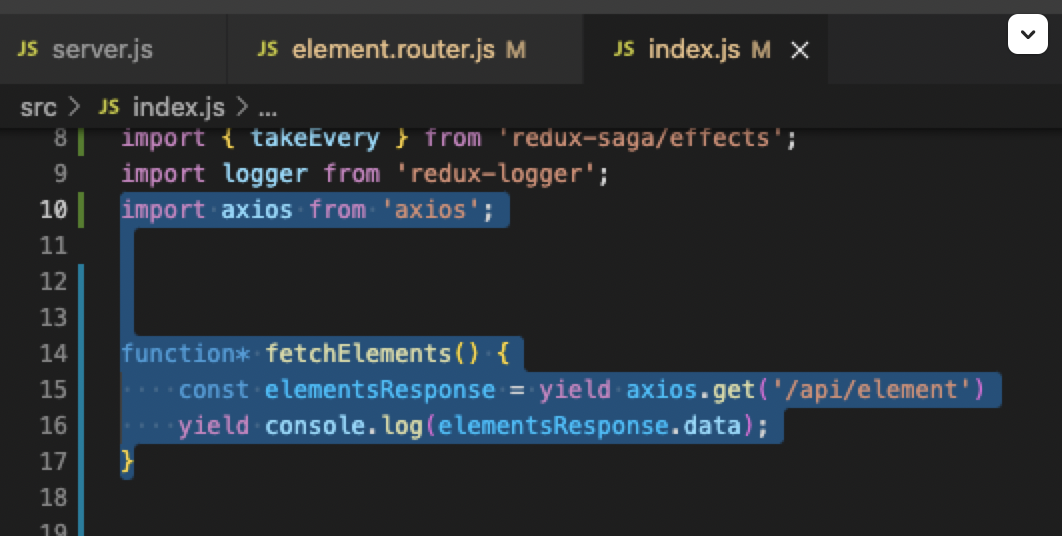 JS server.js JS element.router.js M JS index.js M ×
src > JS index.js > ...
8 import { takeEvery } from 'redux-saga/effects';
9 import logger from 'redux-logger';
10 import axios from 'axios';
11
12
13
14 function* fetchElements() {
15 const elementsResponse = yield axios.get('/api/element')
16 yield console.log(elementsResponse.data);
17 }
18
19